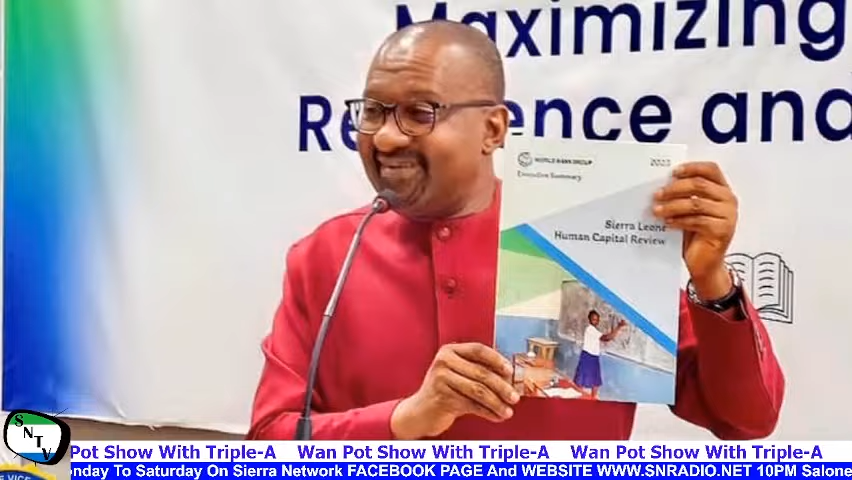 Maximizing
Re ence and
WORLD BANK GROUP
2023
Executive Summary
Sierra Leone
Human Capital Review
SNTV
Pot Show With Triple-A Wan Pot Show With Triple-A Wan Pot Show With Triple-A
onday To Saturday On Sierra Network FACEBOOK PAGE And WEBSITE WWW.SNRADIO.NET 10PM Salone
E VICE